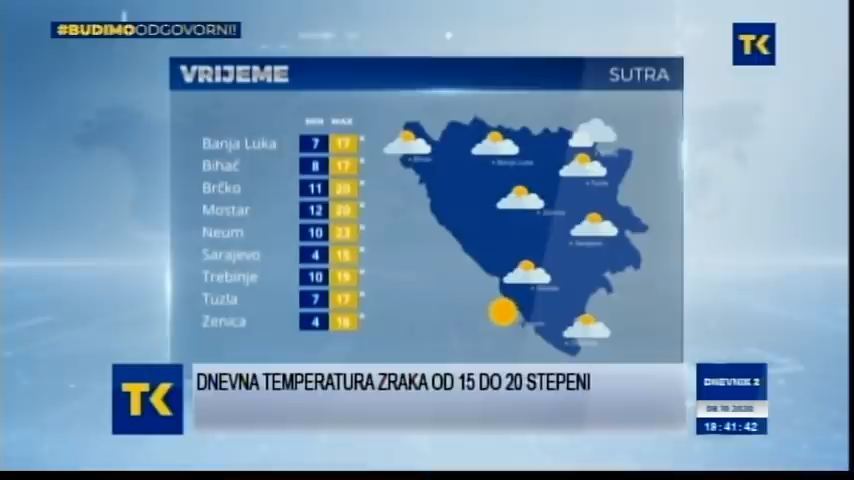 #BUDIMOODGOVORNI!
TK
VRIJEME
SUTRA
MIN MAX
Banja Luka 7 17 °
Bihać 8 17 °
Brčko 11 20 °
Mostar 12 20 °
Neum 10 23 °
Sarajevo 4 15 °
Trebinje 10 19 °
Tuzla 7 17 °
Zenica 4 16 °
Banja Luka
TK
DNEVNA TEMPERATURA ZRAKA OD 15 DO 20 STEPENI
DNEVNIK 2
18:41:42